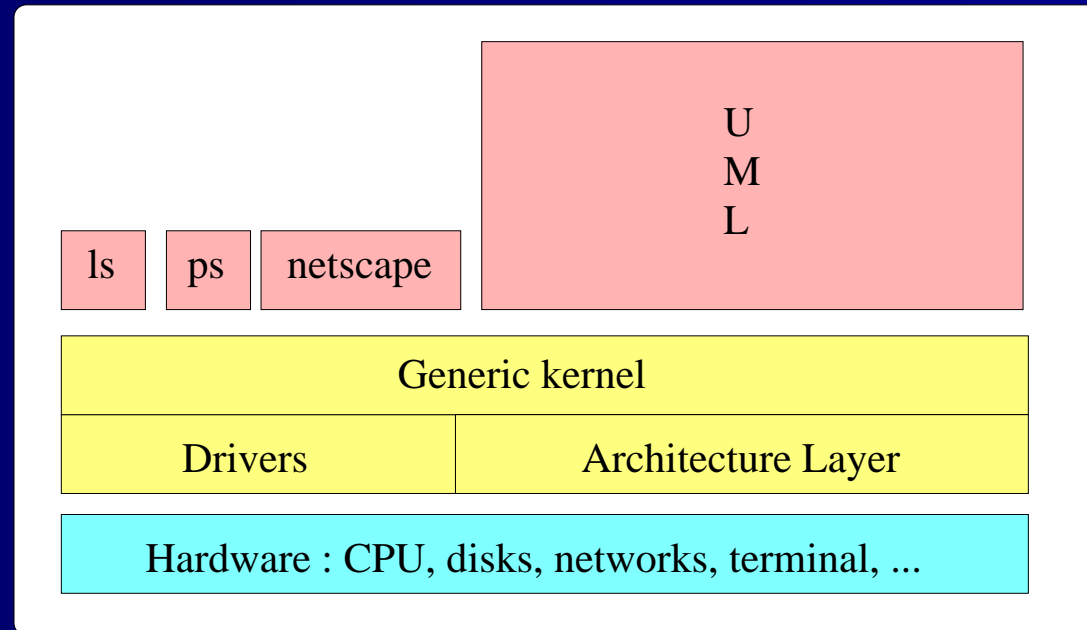 U
M
L
ls
ps
netscape
Generic kernel
Drivers
Architecture Layer
Hardware : CPU, disks, networks, terminal, ...